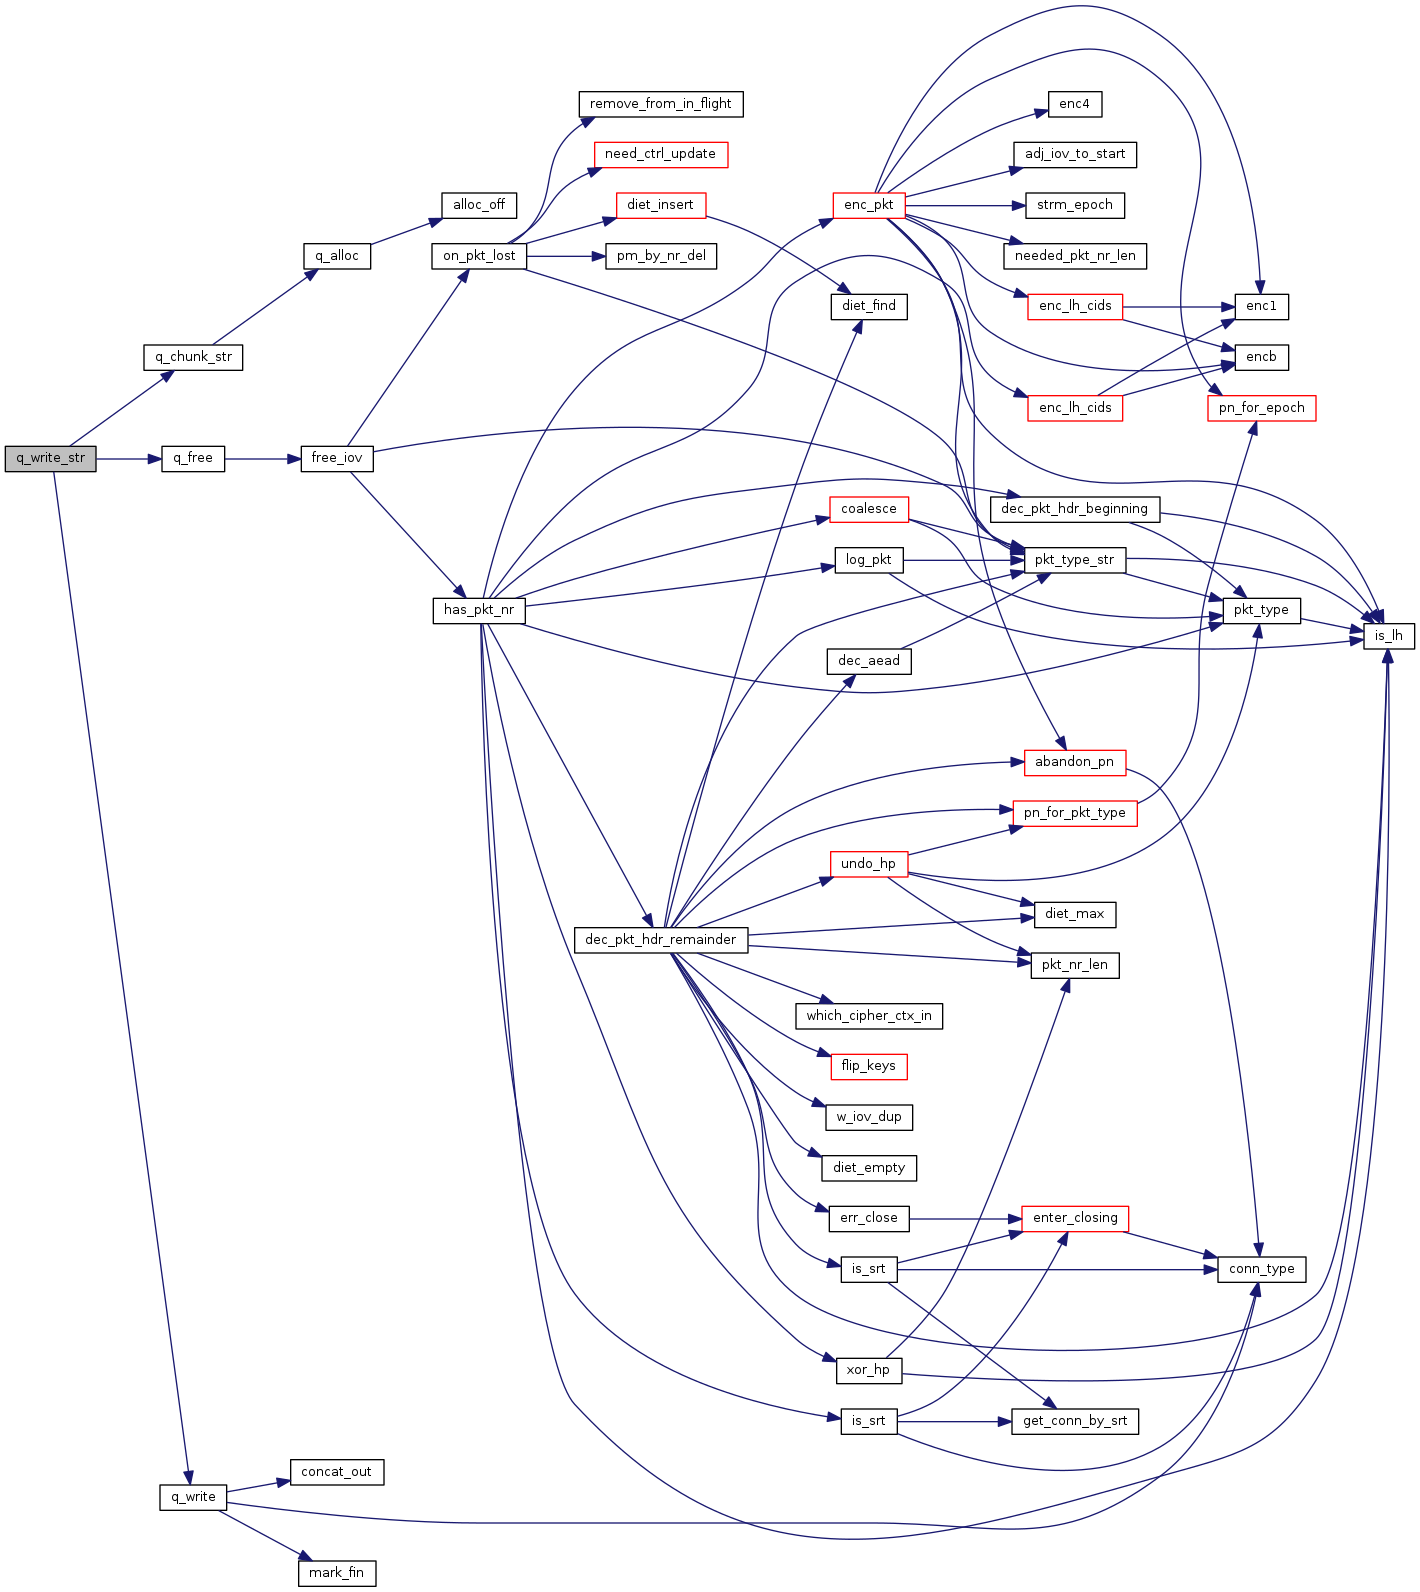 remove_from_in_flight
enc4
need_ctrl_update
adj_iov_to_start
alloc_off
diet_insert
enc_pkt
strm_epoch
q_alloc
on_pkt_lost
pm_by_nr_del
needed_pkt_nr_len
diet_find
enc_lh_cids
enc1
q_chunk_str
encb
enc_lh_cids
pn_for_epoch
q_write_str
q_free
free_iov
coalesce
dec_pkt_hdr_beginning
log_pkt
pkt_type_str
has_pkt_nr
pkt_type
is_lh
dec_aead
abandon_pn
pn_for_pkt_type
undo_hp
diet_max
dec_pkt_hdr_remainder
pkt_nr_len
which_cipher_ctx_in
flip_keys
w_iov_dup
diet_empty
err_close
enter_closing
is_srt
conn_type
xor_hp
is_srt
get_conn_by_srt
concat_out
q_write
mark_fin